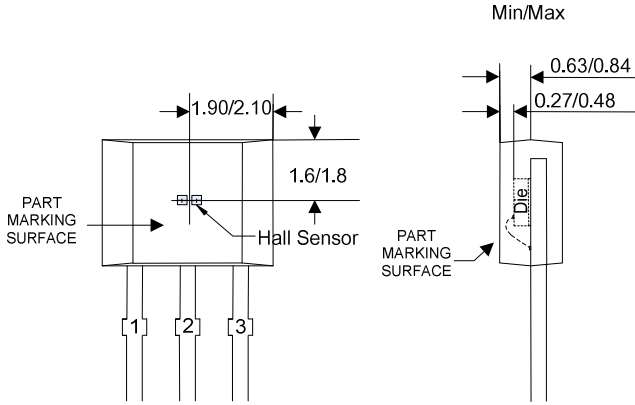 Min/Max
0.63/0.84
0.27/0.48
1.90/2.10
1.6/1.8
PART
MARKING
SURFACE
Hall Sensor
1 2 3
Die
PART
MARKING
SURFACE